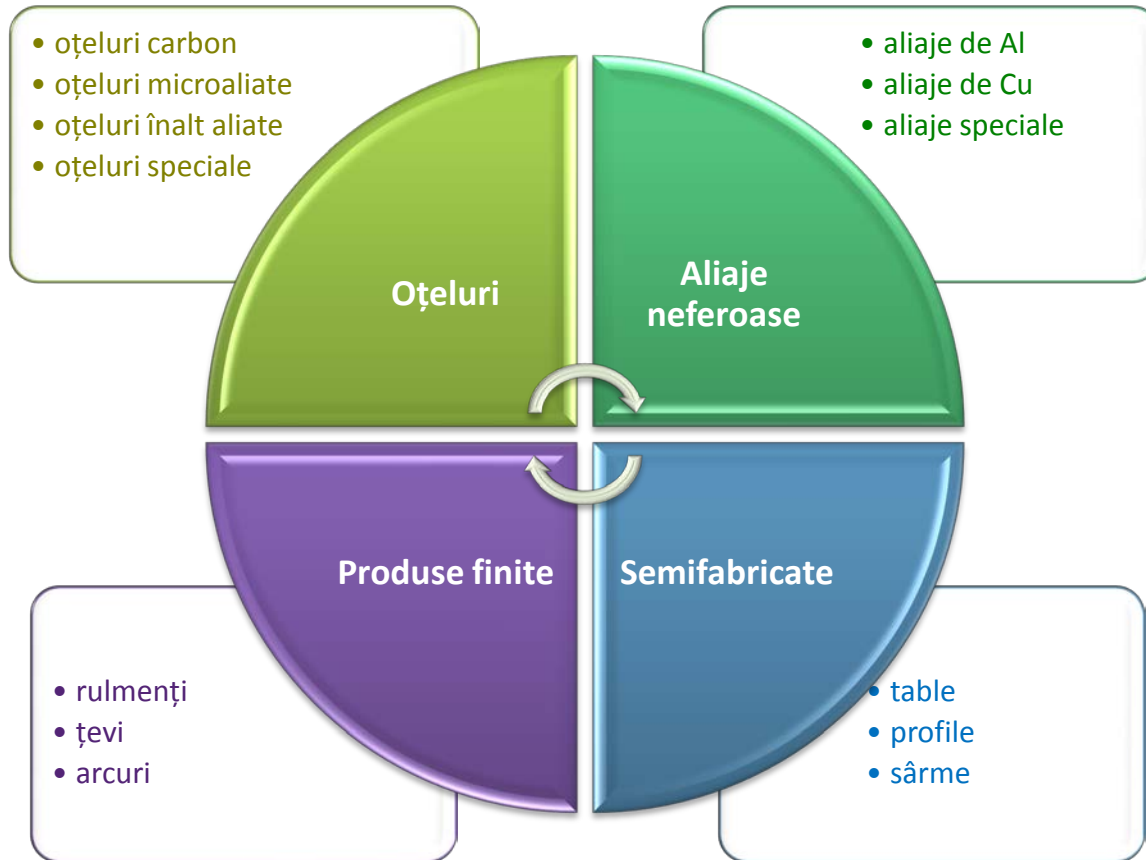 • oțeluri carbon
• oțeluri microaliate
• oțeluri înalt aliate
• oțeluri speciale
• aliaje de Al
• aliaje de Cu
• aliaje speciale
Oțeluri
Aliaje
neferoase
Produse finite
Semifabricate
• rulmenți
• țevi
• arcuri
• table
• profile
• sârme